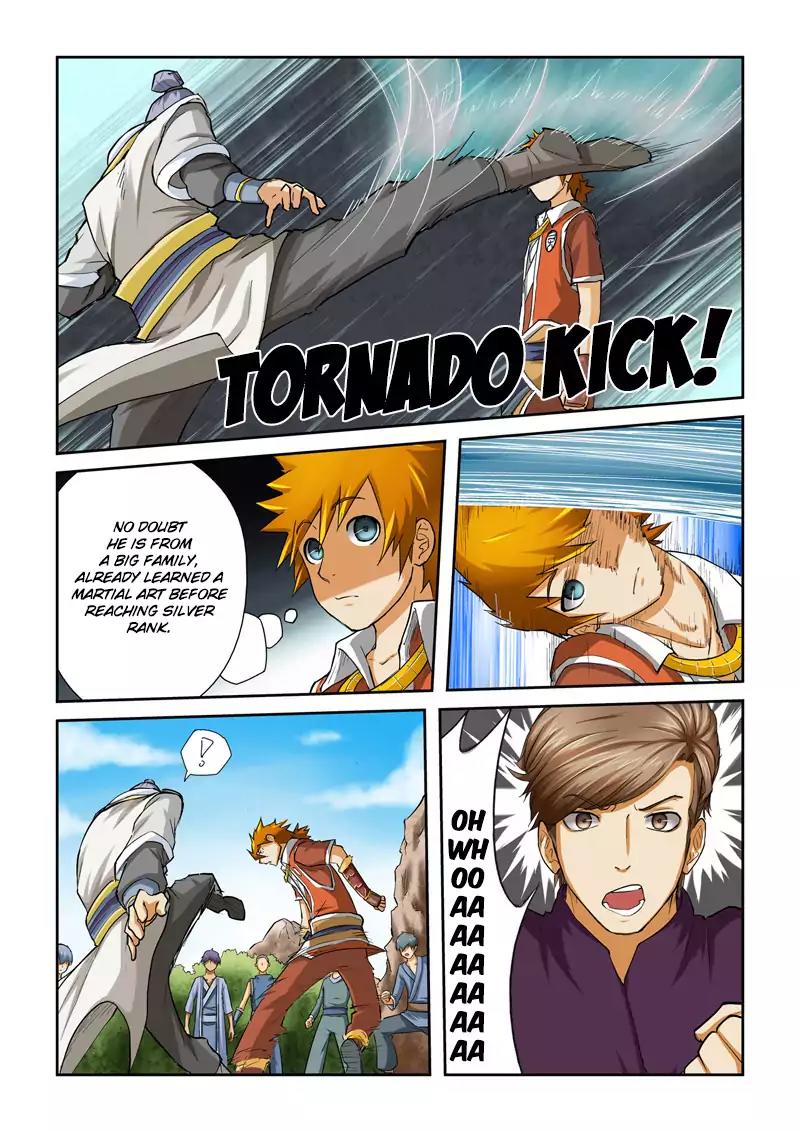 TORNADO KICK!
NO DOUBT
HE IS FROM
A BIG FAMILY,
ALREADY LEARNED A
MARTIAL ART BEFORE
REACHING SILVER
RANK.
!
OH
WH
OO
AA
AA
AA
AA
AA
AA